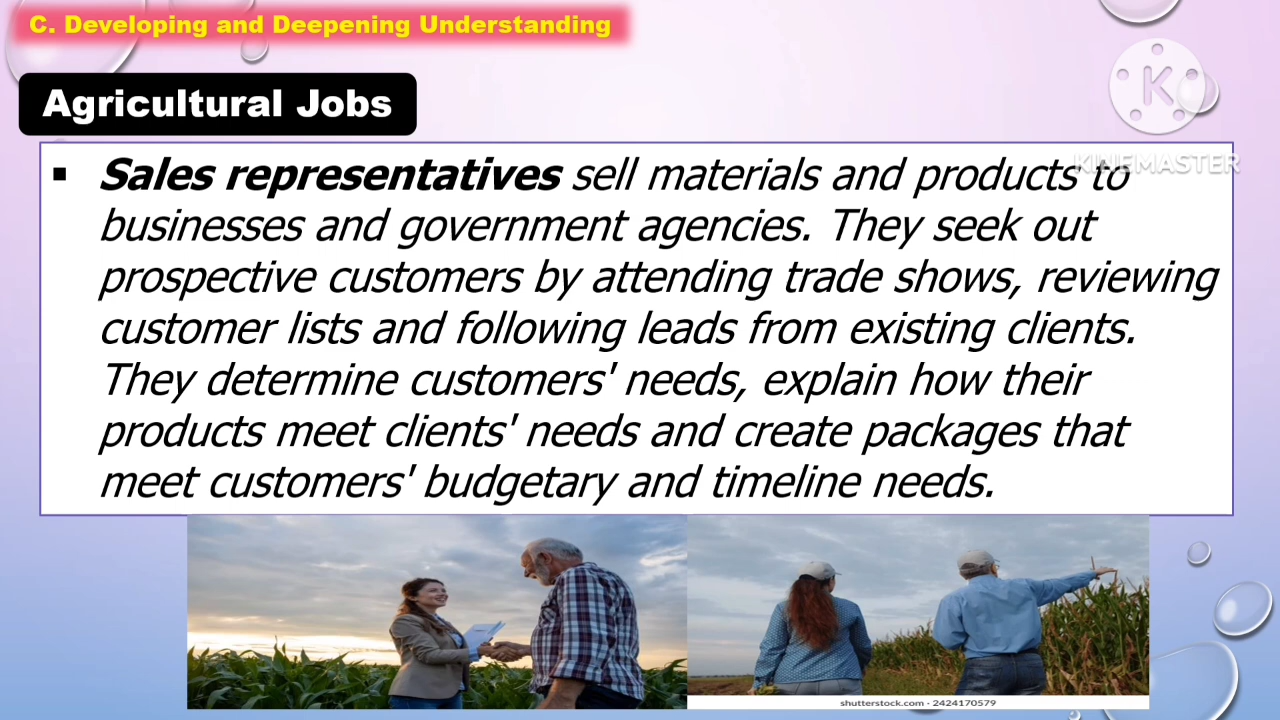 C. Developing and Deepening Understanding
Agricultural Jobs
K
KINEMASTER
▪ Sales representatives sell materials and products to
businesses and government agencies. They seek out
prospective customers by attending trade shows, reviewing
customer lists and following leads from existing clients.
They determine customers' needs, explain how their
products meet clients' needs and create packages that
meet customers' budgetary and timeline needs.
shutterstock.com · 2424170579